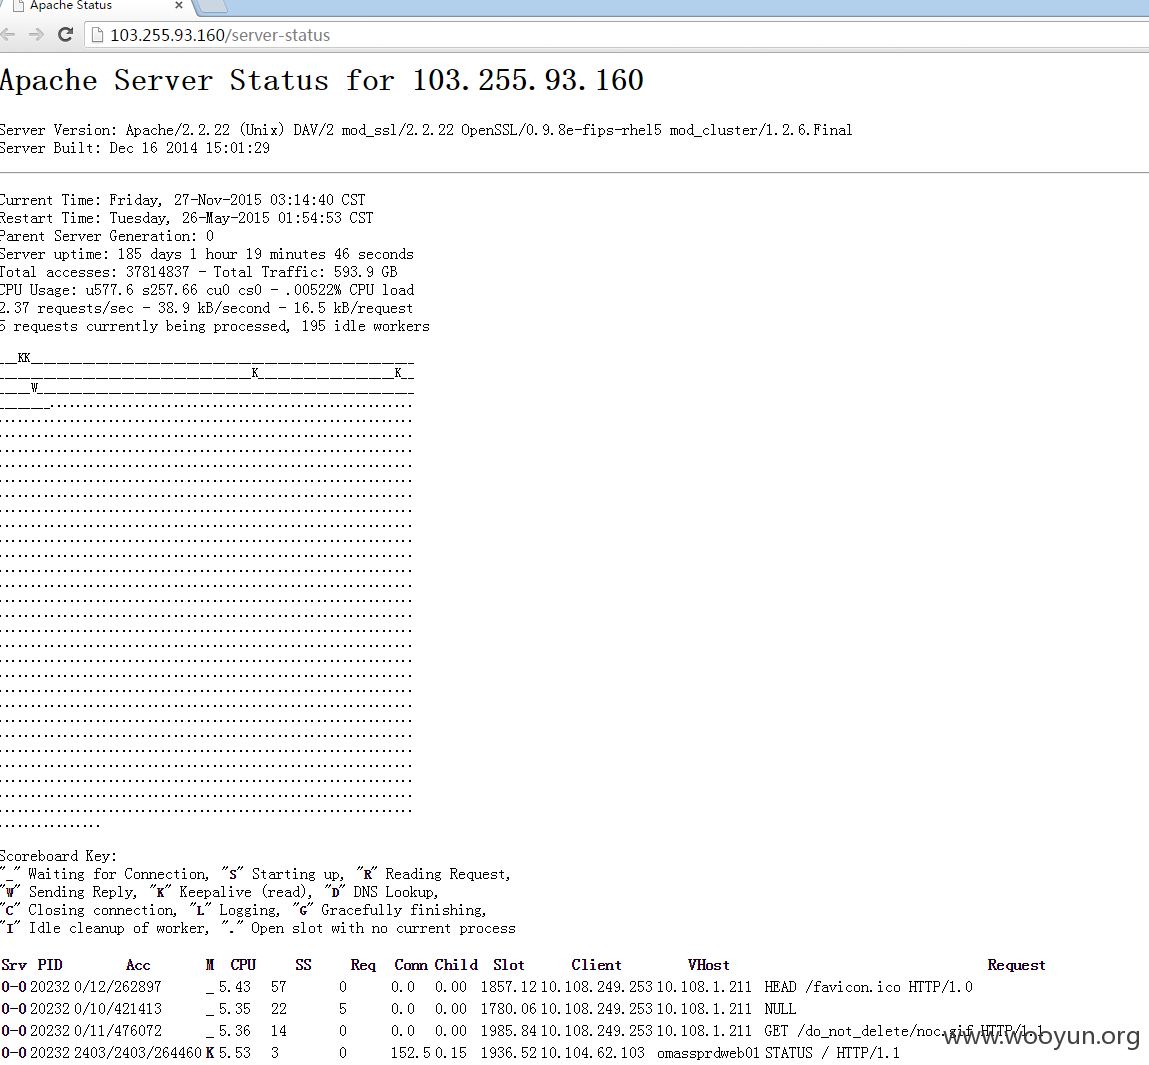 Apache Status
103.255.93.160/server-status
Apache Server Status for 103.255.93.160
Server Version: Apache/2.2.22 (Unix) DAV/2 mod_ssl/2.2.22 OpenSSL/0.9.8e-fips-rhel5 mod_cluster/1.2.6.Final
Server Built: Dec 16 2014 15:01:29
Current Time: Friday, 27-Nov-2015 03:14:40 CST
Restart Time: Tuesday, 26-May-2015 01:54:53 CST
Parent Server Generation: 0
Server uptime: 185 days 1 hour 19 minutes 46 seconds
Total accesses: 37814837 - Total Traffic: 593.9 GB
CPU Usage: u577.6 s257.66 cu0 cs0 - .00522% CPU load
2.37 requests/sec - 38.9 kB/second - 16.5 kB/request
5 requests currently being processed, 195 idle workers
KK
K K
W
Scoreboard Key:
"_" Waiting for Connection, "S" Starting up, "R" Reading Request,
"W" Sending Reply, "K" Keepalive (read), "D" DNS Lookup,
"C" Closing connection, "L" Logging, "G" Gracefully finishing,
"I" Idle cleanup of worker, "." Open slot with no current process
Srv PID Acc M CPU SS Req Conn Child Slot Client VHost Request
0-0 20232 0/12/262897 _ 5.43 57 0 0.0 0.00 1857.12 10.108.249.253 10.108.1.211 HEAD /favicon.ico HTTP/1.0
0-0 20232 0/10/421413 _ 5.35 22 5 0.0 0.00 1780.06 10.108.249.253 10.108.1.211 NULL
0-0 20232 0/11/476072 _ 5.36 14 0 0.0 0.00 1985.84 10.108.249.253 10.108.1.211 GET /do_not_delete/noc.gif HTTP/1.1
0-0 20232 2403/2403/264460 K 5.53 3 0 152.5 0.15 1936.52 10.104.62.103 omassprdweb01 STATUS / HTTP/1.1
www.wooyun.org